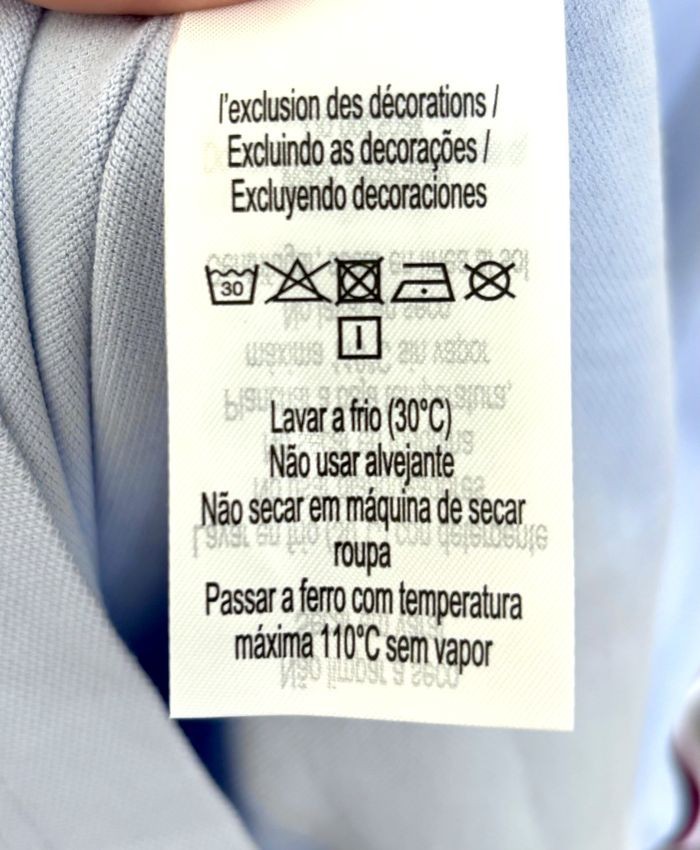 l'exclusion des décorations /
Excluindo as decorações /
Excluyendo decoraciones
30
Lavar a frio (30°C)
Não usar alvejante
Não secar em máquina de secar
roupa
Passar a ferro com temperatura
máxima 110°C sem vapor